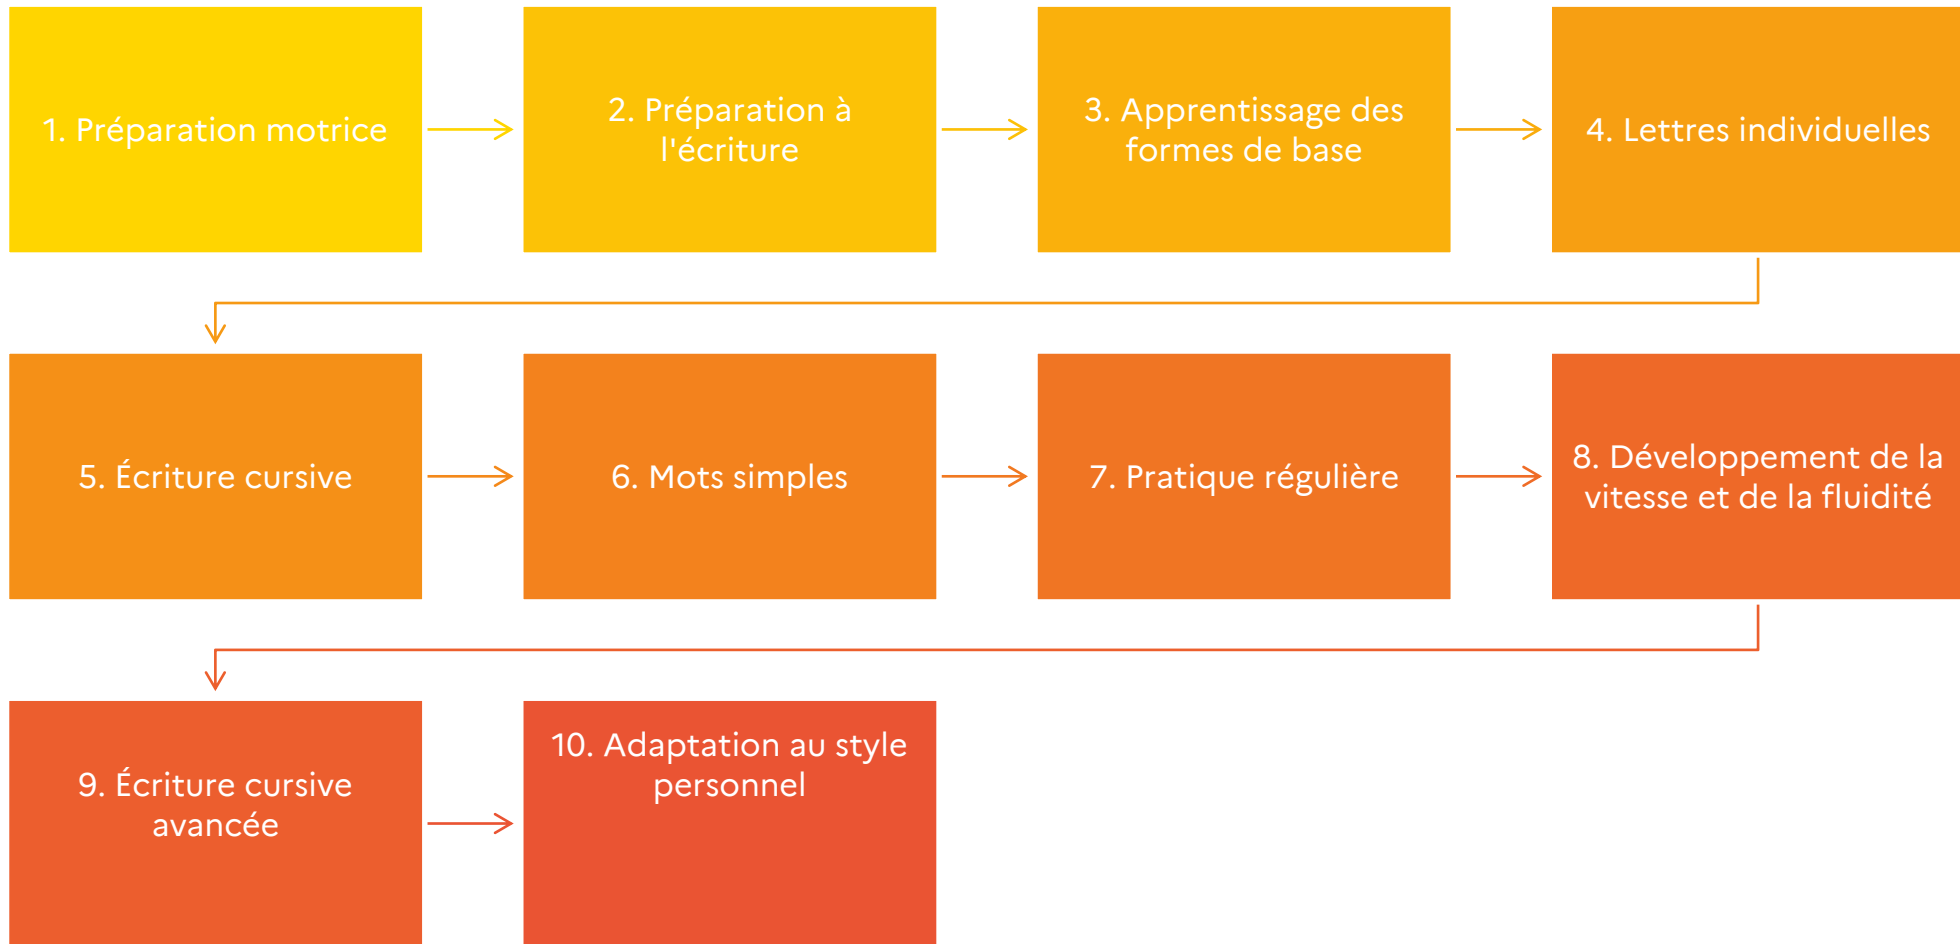 1. Préparation motrice
2. Préparation à
l'écriture
3. Apprentissage des
formes de base
4. Lettres individuelles
5. Écriture cursive
6. Mots simples
7. Pratique régulière
8. Développement de la
vitesse et de la fluidité
9. Écriture cursive
avancée
10. Adaptation au style
personnel